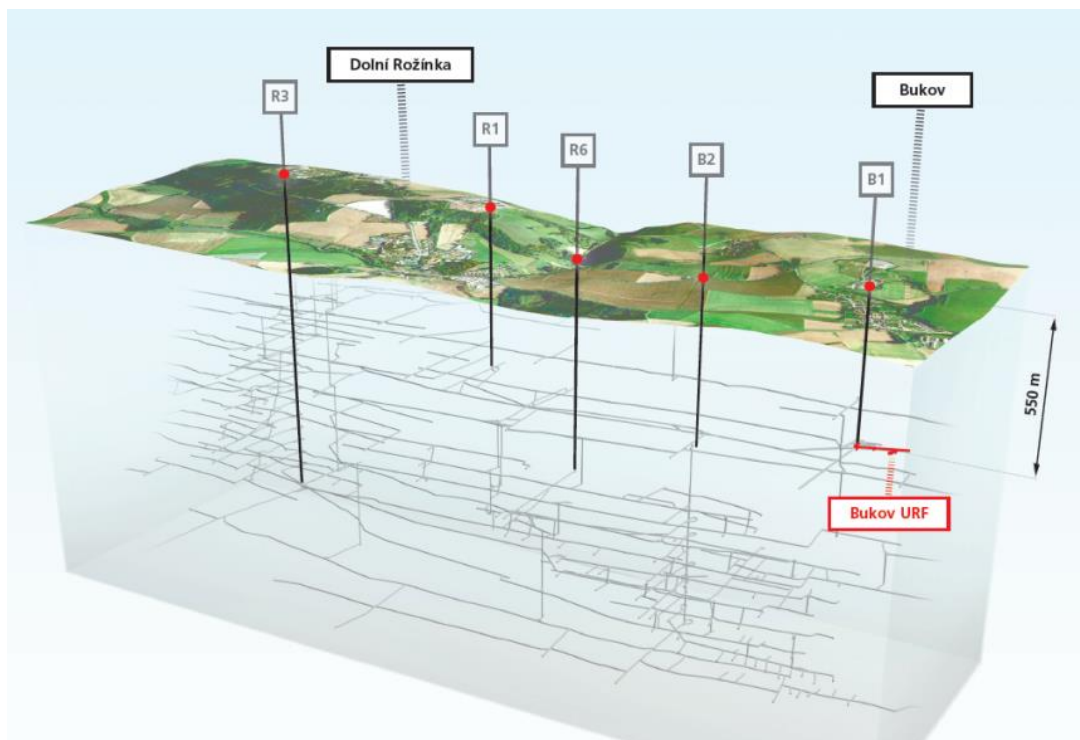 Dolní Rožínka
Bukov
R3
R1
R6
B2
B1
550 m
Bukov URF